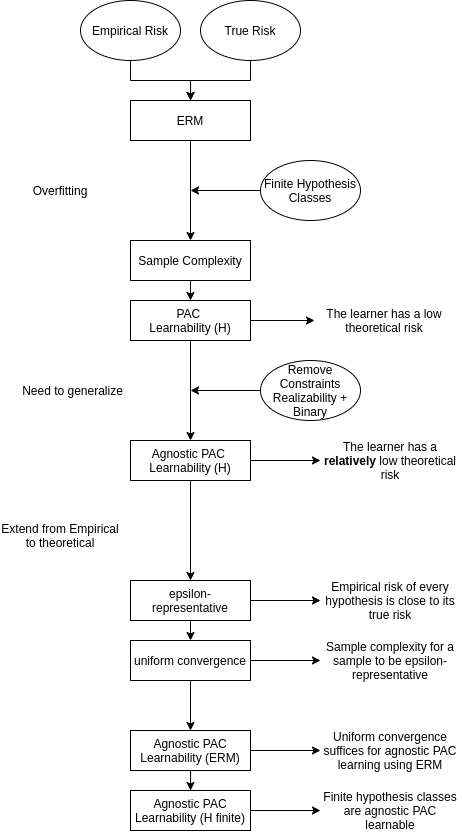 Empirical Risk
True Risk
ERM
Overfitting
Finite Hypothesis
Classes
Sample Complexity
PAC
Learnability (H)
The learner has a low
theoretical risk
Need to generalize
Remove
Constraints
Realizability +
Binary
Agnostic PAC
Learnability (H)
The learner has a
relatively low theoretical
risk
Extend from Empirical
to theoretical
epsilon-
representative
Empirical risk of every
hypothesis is close to its
true risk
uniform convergence
Sample complexity for a
sample to be epsilon-
representative
Agnostic PAC
Learnability (ERM)
Uniform convergence
suffices for agnostic PAC
learning using ERM
Agnostic PAC
Learnability (H finite)
Finite hypothesis classes
are agnostic PAC
learnable